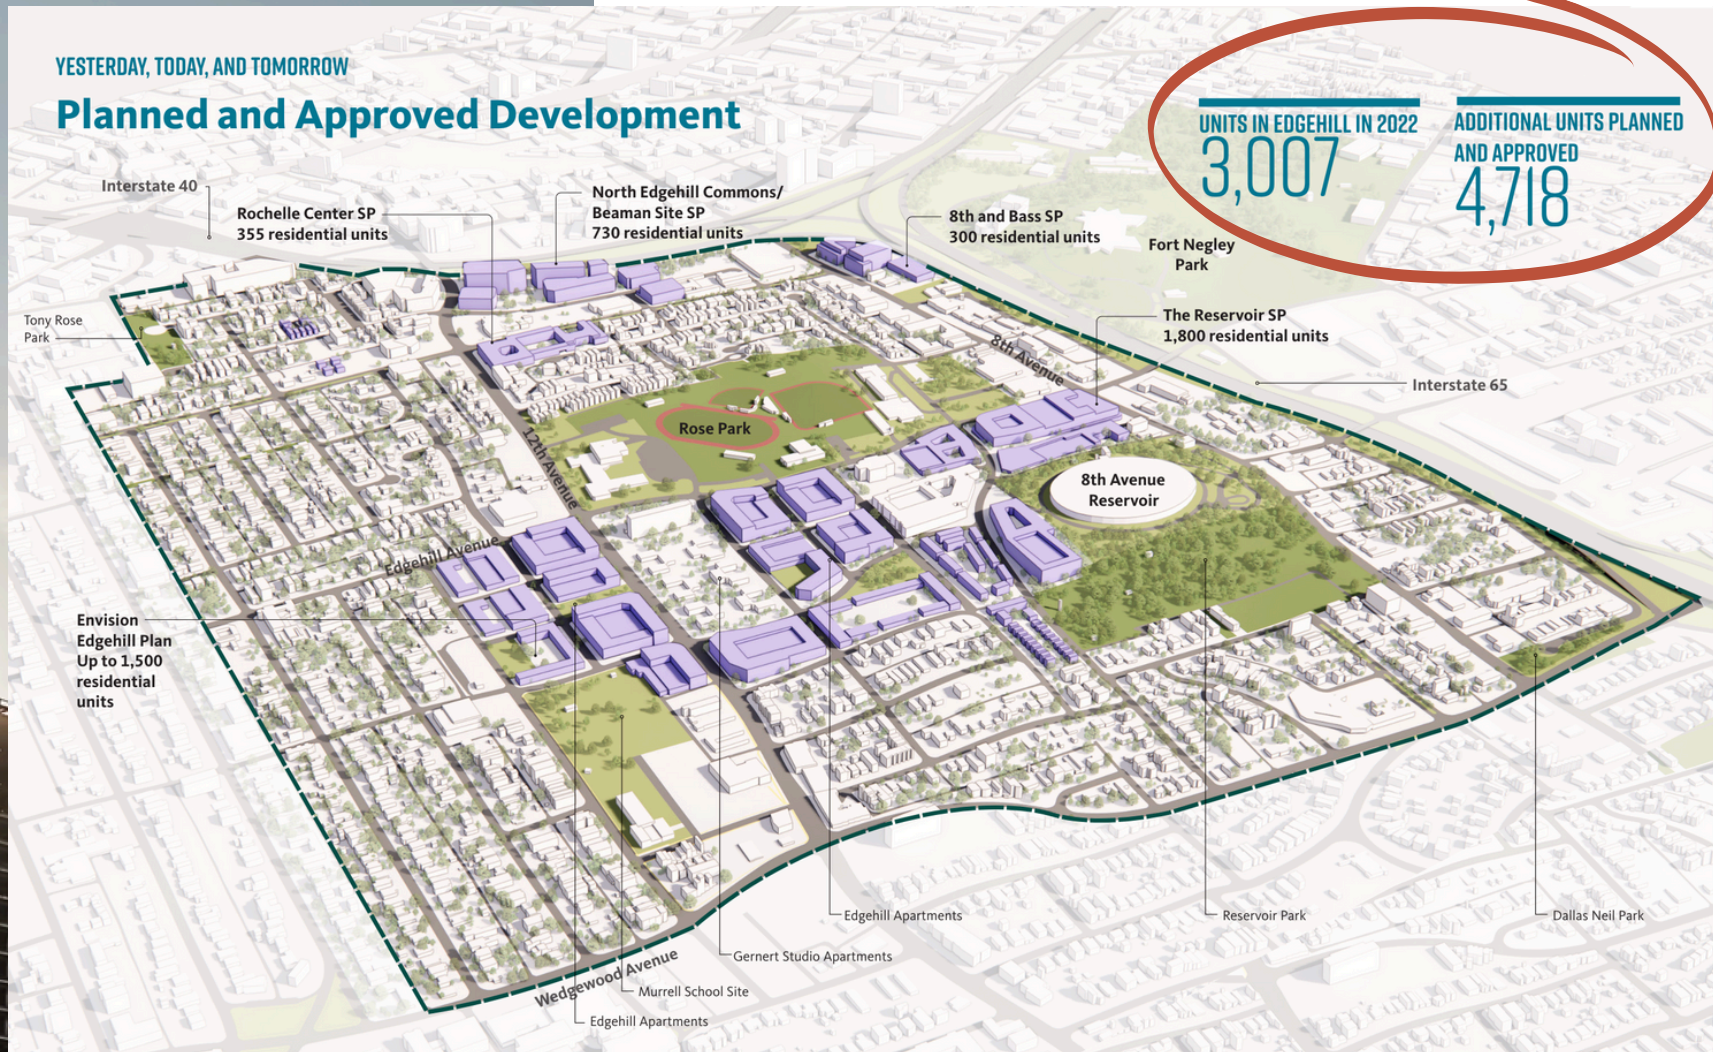 YESTERDAY, TODAY, AND TOMORROW
Planned and Approved Development
UNITS IN EDGEHILL IN 2022
3,007
ADDITIONAL UNITS PLANNED
AND APPROVED
4,718
Interstate 40
Rochelle Center SP
355 residential units
North Edgehill Commons/
Beaman Site SP
730 residential units
8th and Bass SP
300 residential units
Fort Negley
Park
Tony Rose
Park
The Reservoir SP
1,800 residential units
8th Avenue
Interstate 65
Rose Park
12th Avenue
8th Avenue
Reservoir
Edgehill Avenue
Envision
Edgehill Plan
Up to 1,500
residential
units
Edgehill Apartments
Reservoir Park
Dallas Neil Park
Gernert Studio Apartments
Wedgewood Avenue
Murrell School Site
Edgehill Apartments